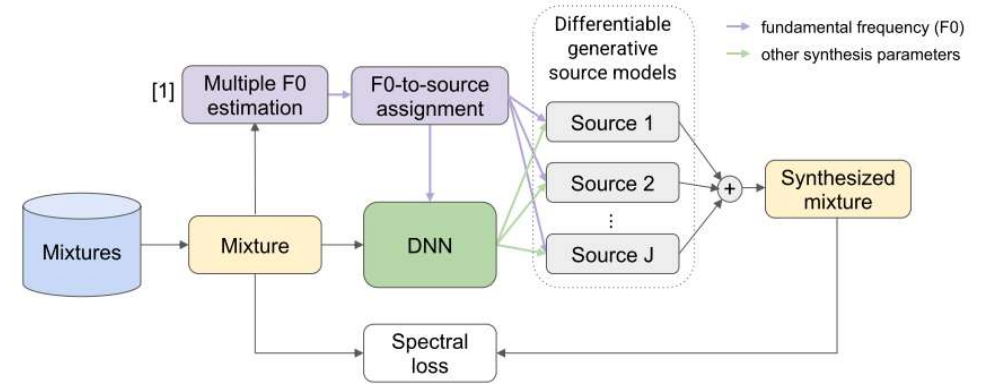 Differentiable
generative
source models
fundamental frequency (F0)
other synthesis parameters
[1]
Multiple F0
estimation
F0-to-source
assignment
Source 1
Source 2
⋮
Source J
+
Synthesized
mixture
Mixtures
Mixture
DNN
Spectral
loss